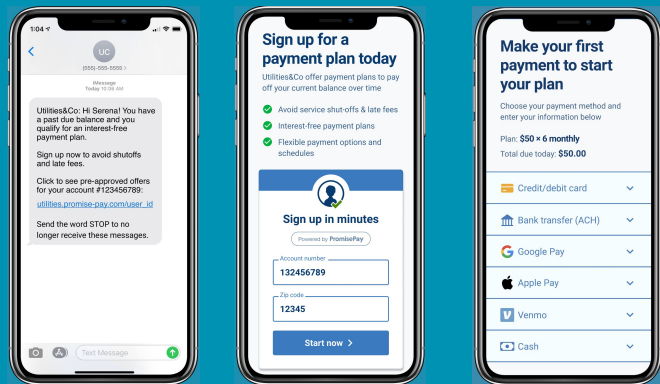 1:04
UC
(555)-555-5555 >
iMessage
Today 10:06 AM
Utilities&Co: Hi Serena! You have
a past due balance and you
qualify for an interest-free
payment plan.
Sign up now to avoid shutoffs
and late fees.
Click to see pre-approved offers
for your account #123456789:
utilities.promise-pay.com/user_id
Send the word STOP to no
longer receive these messages.
Text Message
Sign up for a
payment plan today
Utilities&Co offer payment plans to pay
off your current balance over time
Avoid service shut-offs & late fees
Interest-free payment plans
Flexible payment options and
schedules
Sign up in minutes
Powered by PromisePay
Account number
132456789
Zip code
12345
Start now >
Make your first
payment to start
your plan
Choose your payment method and
enter your information below
Plan: $50 × 6 monthly
Total due today: $50.00
Credit/debit card
Bank transfer (ACH)
G Google Pay
Apple Pay
V Venmo
Cash